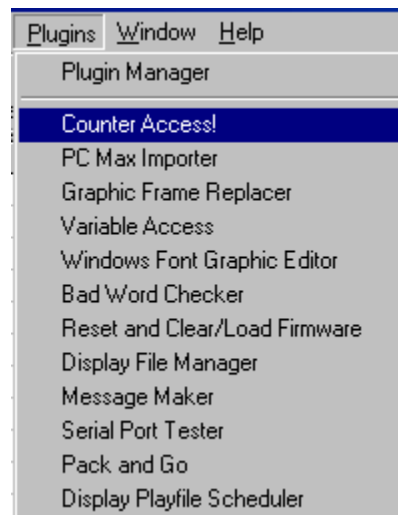 Plugins Window Help
Plugin Manager
Counter Access!
PC Max Importer
Graphic Frame Replacer
Variable Access
Windows Font Graphic Editor
Bad Word Checker
Reset and Clear/Load Firmware
Display File Manager
Message Maker
Serial Port Tester
Pack and Go
Display Playfile Scheduler